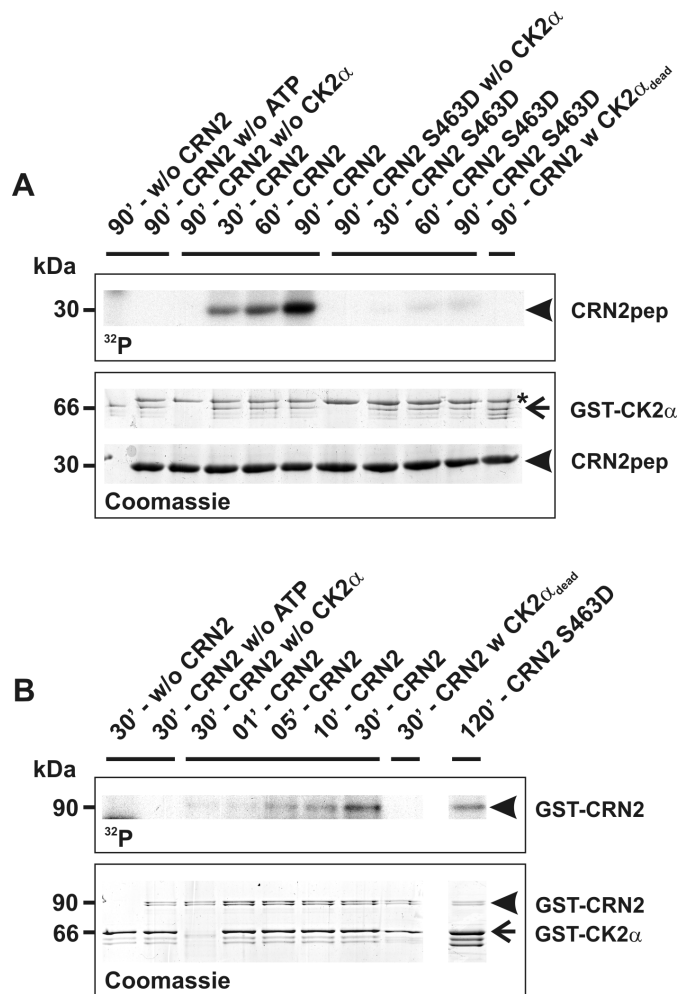 A
90' - w/o CRN2
90' - CRN2 w/o ATP
90' - CRN2 w/o CK2α
30' - CRN2
60' - CRN2
90' - CRN2
90' - CRN2 S463D w/o CK2α
30' - CRN2 S463D
60' - CRN2 S463D
90' - CRN2 S463D
90' - CRN2 w CK2αdead
kDa
30
CRN2pep
32P
66
*
GST-CK2α
30
CRN2pep
Coomassie
B
30' - w/o CRN2
30' - CRN2 w/o ATP
30' - CRN2 w/o CK2α
01' - CRN2
05' - CRN2
10' - CRN2
30' - CRN2
30' - CRN2 w CK2αdead
120' - CRN2 S463D
kDa
90
GST-CRN2
32P
90
GST-CRN2
66
GST-CK2α
Coomassie